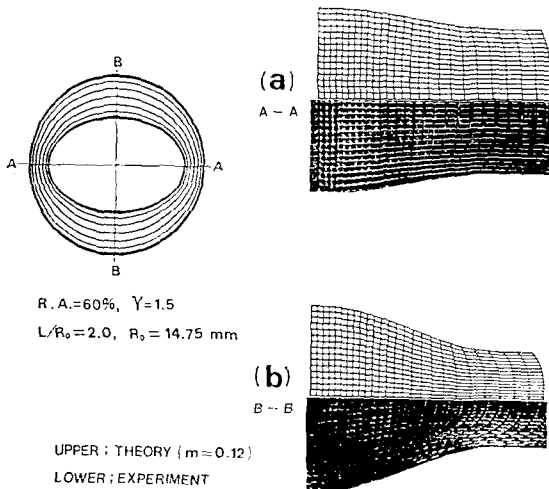 B
A
A
B
R.A.=60%, γ=1.5
L/R₀=2.0, R₀=14.75 mm
UPPER; THEORY (m=0.12)
LOWER; EXPERIMENT
(a)
A-A
(b)
B--B